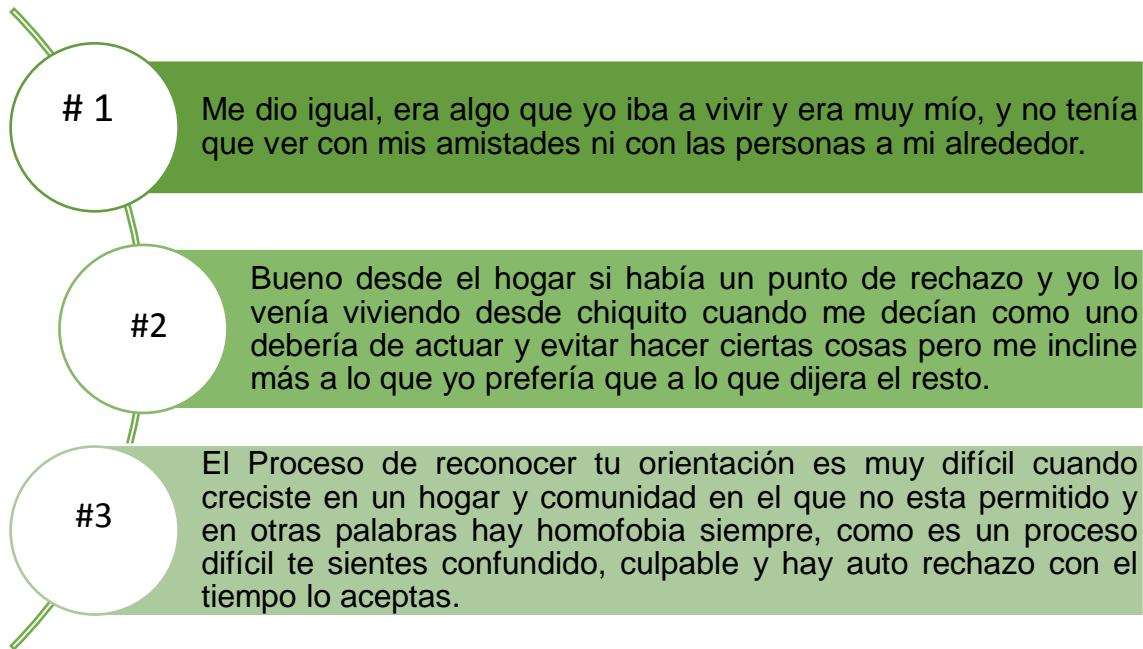 # 1
Me dio igual, era algo que yo iba a vivir y era muy mío, y no tenía
que ver con mis amistades ni con las personas a mi alrededor.
#2
Bueno desde el hogar si había un punto de rechazo y yo lo
venía viviendo desde chiquito cuando me decían como uno
debería de actuar y evitar hacer ciertas cosas pero me incline
más a lo que yo prefería que a lo que dijera el resto.
#3
El Proceso de reconocer tu orientación es muy difícil cuando
creciste en un hogar y comunidad en el que no esta permitido y
en otras palabras hay homofobia siempre, como es un proceso
difícil te sientes confundido, culpable y hay auto rechazo con el
tiempo lo aceptas.